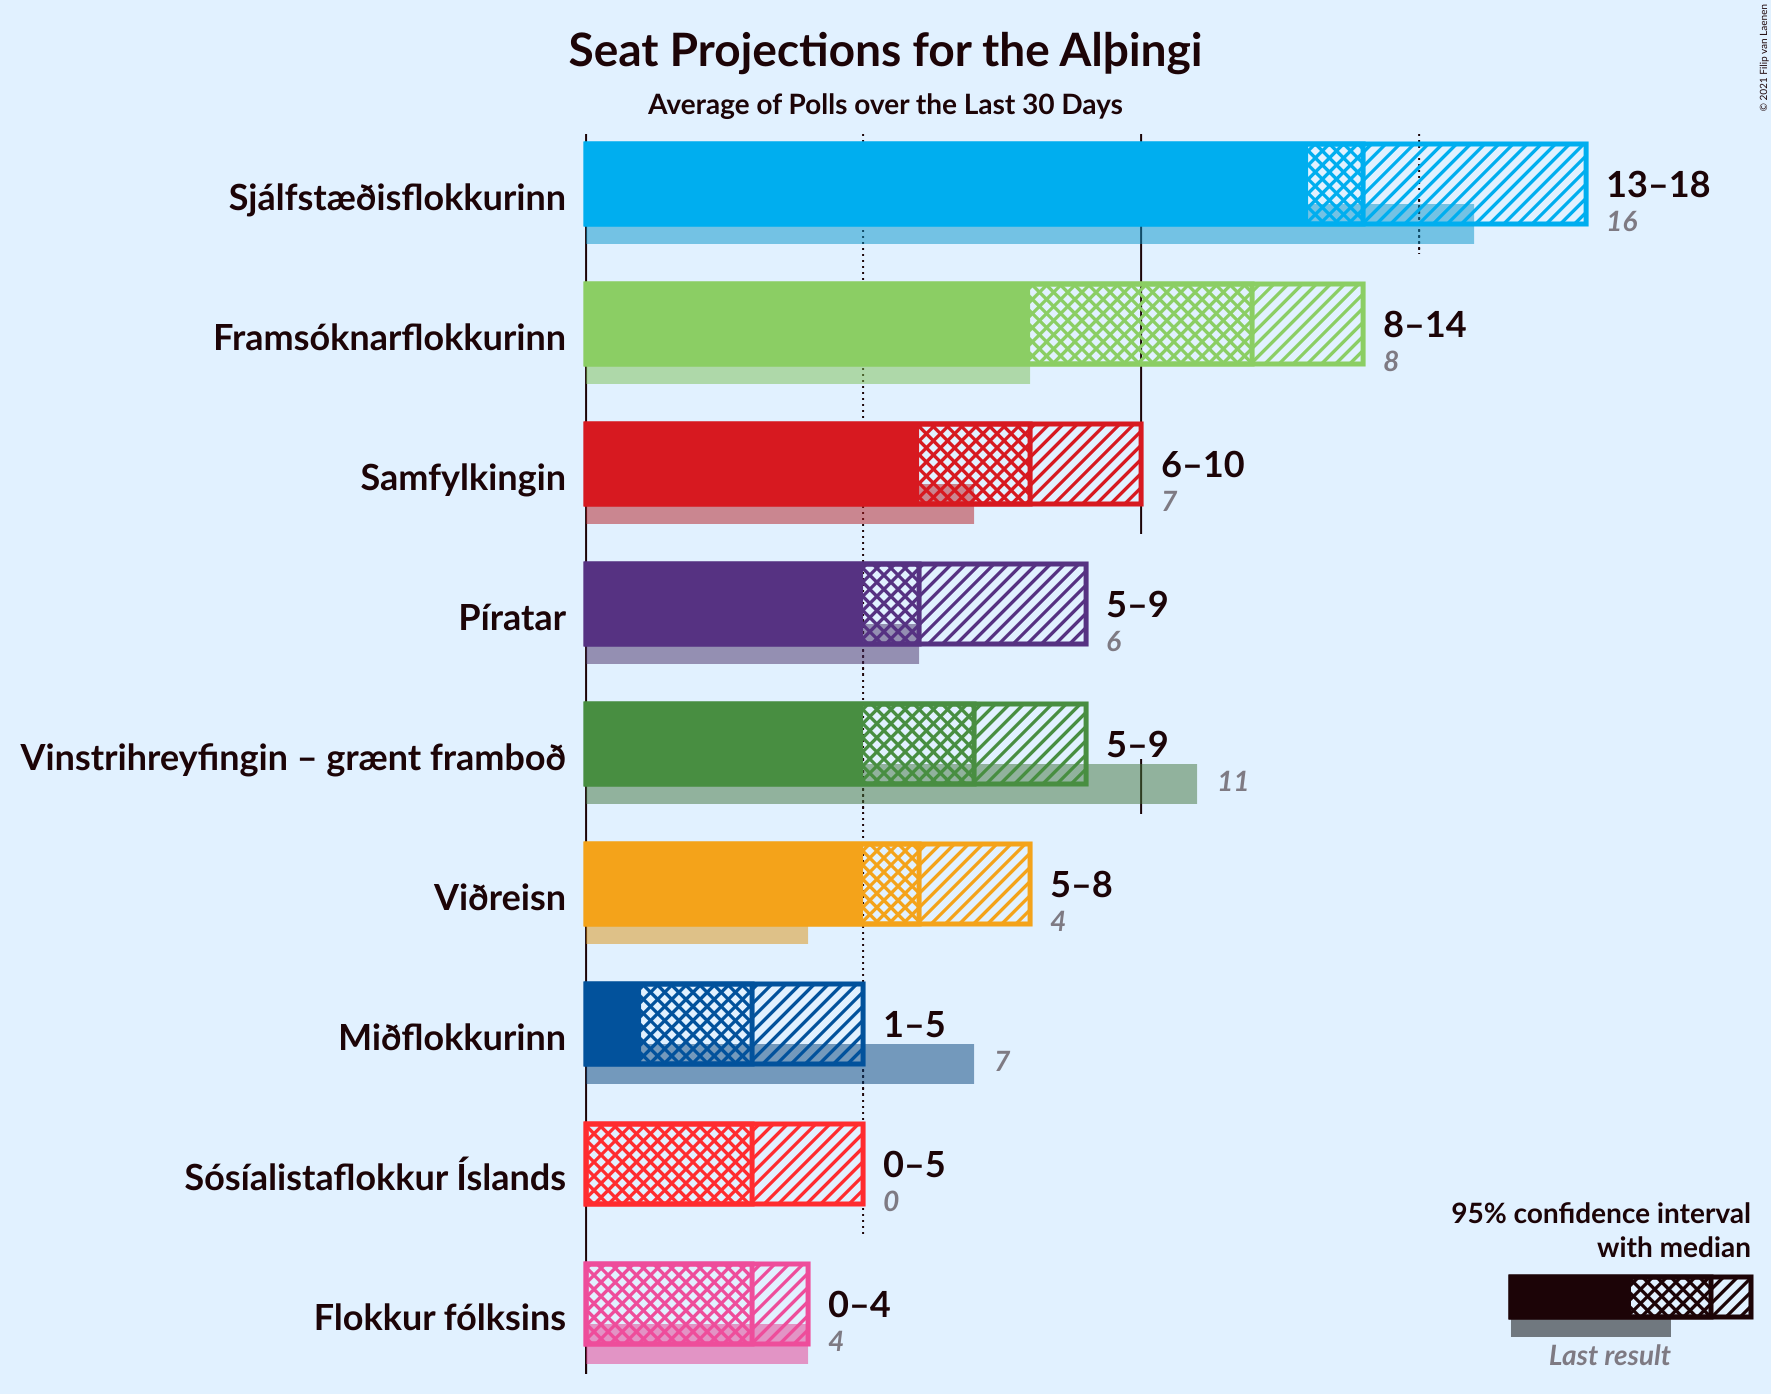 Seat Projections for the Alþingi
Average of Polls over the Last 30 Days
© 2021 Filip van Laenen
Sjálfstæðisflokkurinn
13–18
16
Framsóknarflokkurinn
8–14
8
Samfylkingin
6–10
7
Píratar
5–9
6
Vinstrihreyfingin – grænt framboð
5–9
11
Viðreisn
5–8
4
Miðflokkurinn
1–5
7
Sósíalistaflokkur Íslands
0–5
0
Flokkur fólksins
0–4
4
95% confidence interval
with median
Last result